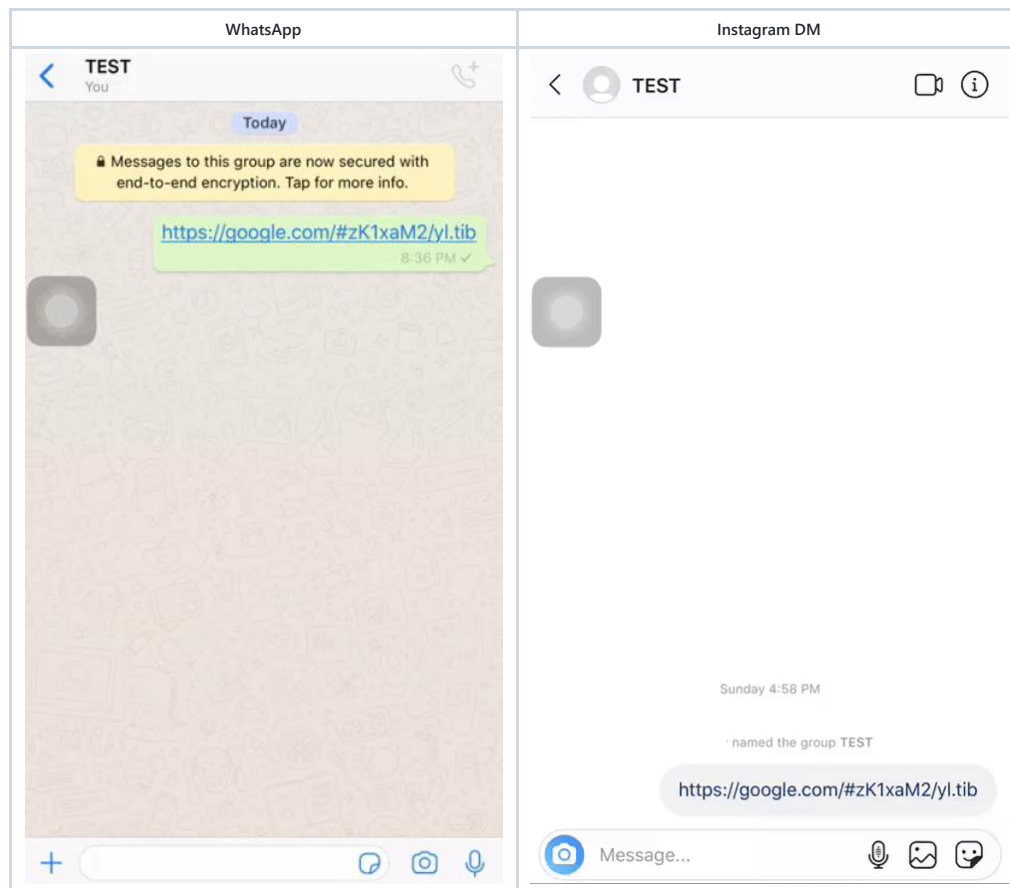 WhatsApp
Instagram DM
TEST
You
Today
Messages to this group are now secured with
end-to-end encryption. Tap for more info.
https://google.com/#zK1xaM2/yl.tib
8:36 PM
TEST
Sunday 4:58 PM
named the group TEST
https://google.com/#zK1xaM2/yl.tib
Message...